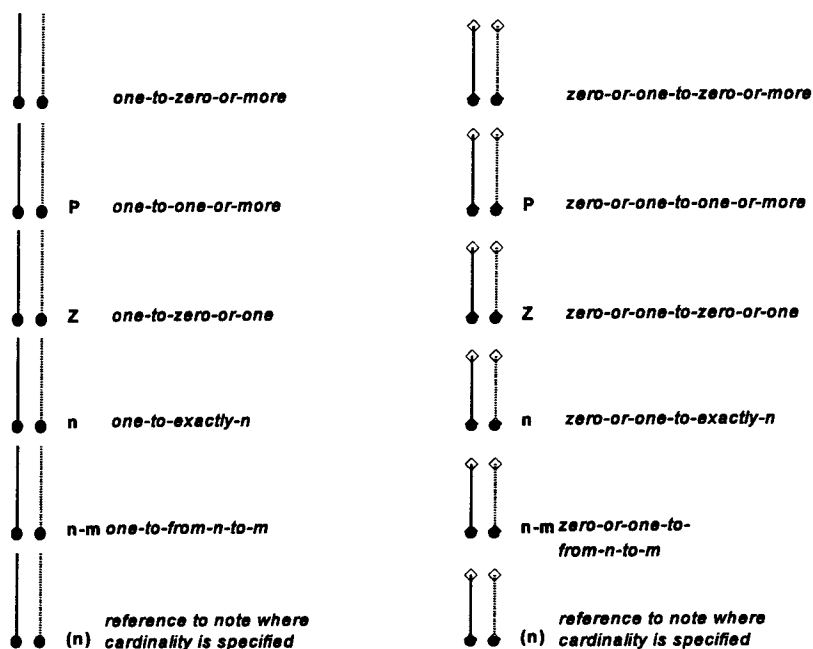 one-to-zero-or-more
P one-to-one-or-more
Z one-to-zero-or-one
n one-to-exactly-n
n-m one-to-from-n-to-m
(n) reference to note where
cardinality is specified
zero-or-one-to-zero-or-more
P zero-or-one-to-one-or-more
Z zero-or-one-to-zero-or-one
n zero-or-one-to-exactly-n
n-m zero-or-one-to-
from-n-to-m
(n) reference to note where
cardinality is specified